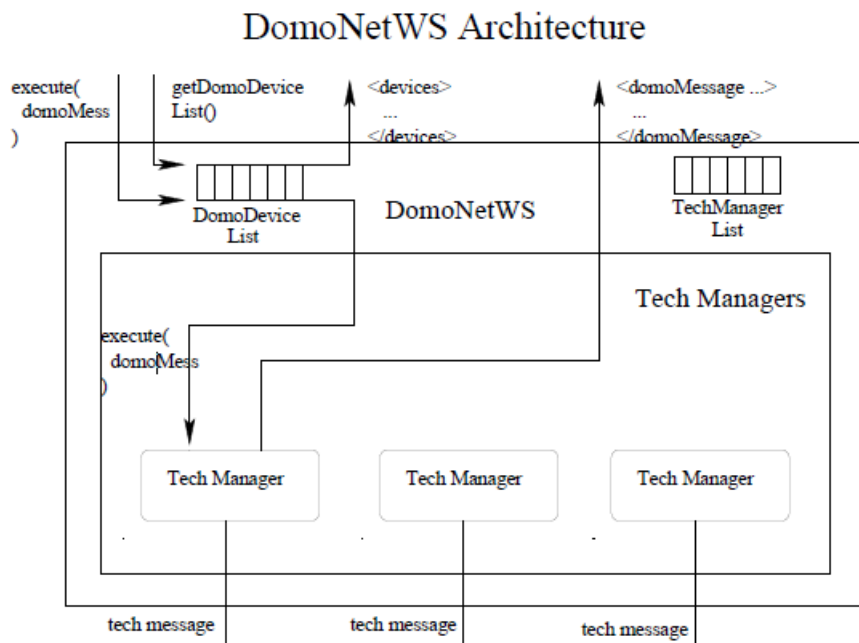 DomoNetWS Architecture
execute(
domoMess
)
getDomoDevice
List()
<devices>
...
</devices>
<domoMessage ...>
...
</domoMessage>
DomoDevice
List
DomoNetWS
TechManager
List
Tech Managers
execute(
domoMess
)
Tech Manager
Tech Manager
Tech Manager
tech message
tech message
tech message